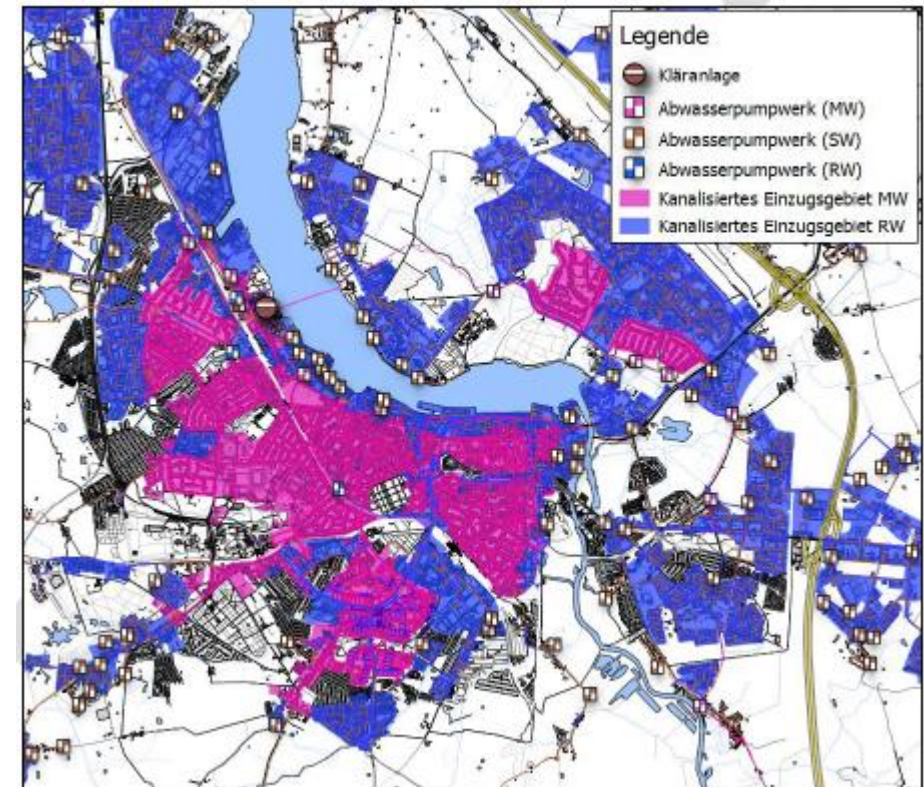 Legende
Kläranlage
Abwasserpumpwerk (MW)
Abwasserpumpwerk (SW)
Abwasserpumpwerk (RW)
Kanalisiertes Einzugsgebiet MW
Kanalisiertes Einzugsgebiet RW